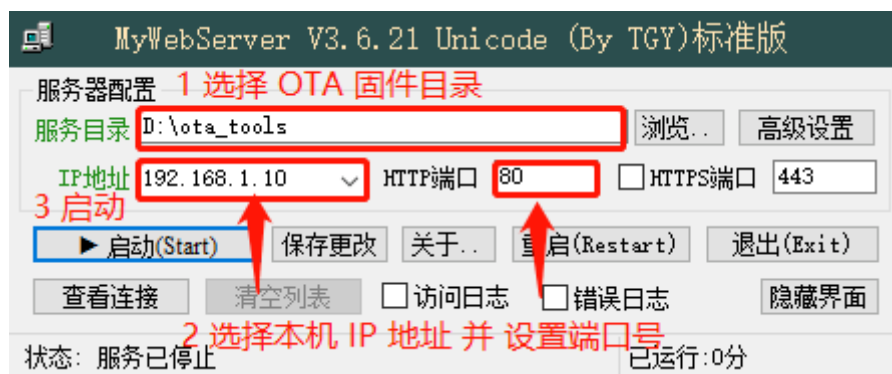 MyWebServer V3.6.21 Unicode (By TGY)标准版
服务器配置 1 选择 OTA 固件目录
服务目录 D:\ota_tools 浏览.. 高级设置
IP地址 192.168.1.10 HTTP端口 80 HTTPS端口 443
3 启动
启动(Start) 保存更改 关于.. 重启(Restart) 退出(Exit)
查看连接 清空列表 访问日志 错误日志 隐藏界面
2 选择本机 IP 地址 并 设置端口号
状态: 服务已停止 已运行:0分